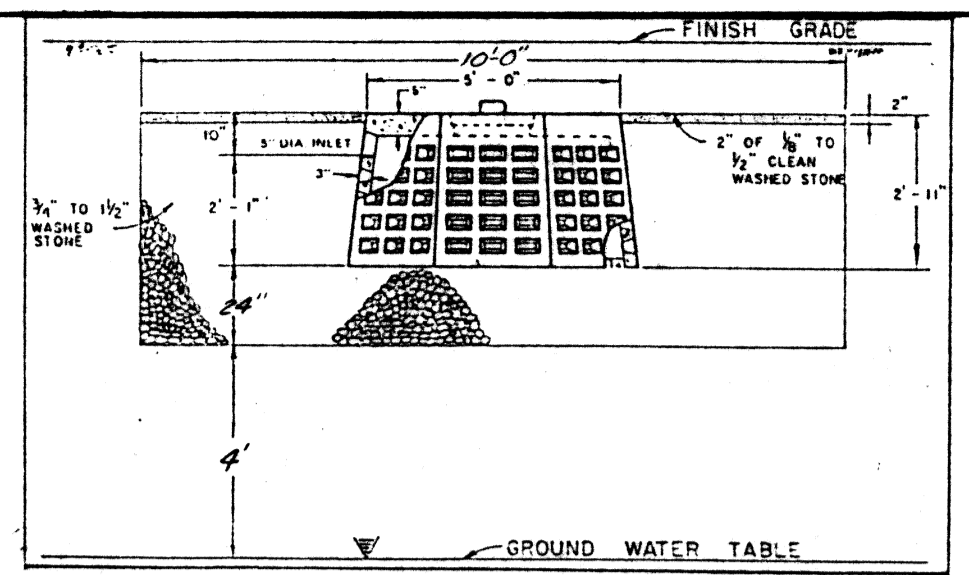 FINISH GRADE
10'-0"
5' - 0"
6"
2"
10"
5" DIA INLET
3"
2" OF 1/8" TO
1/2" CLEAN
WASHED STONE
3/4" TO 1 1/2"
WASHED
STONE
2' - 1"
2' - 11"
24"
4'
GROUND WATER TABLE